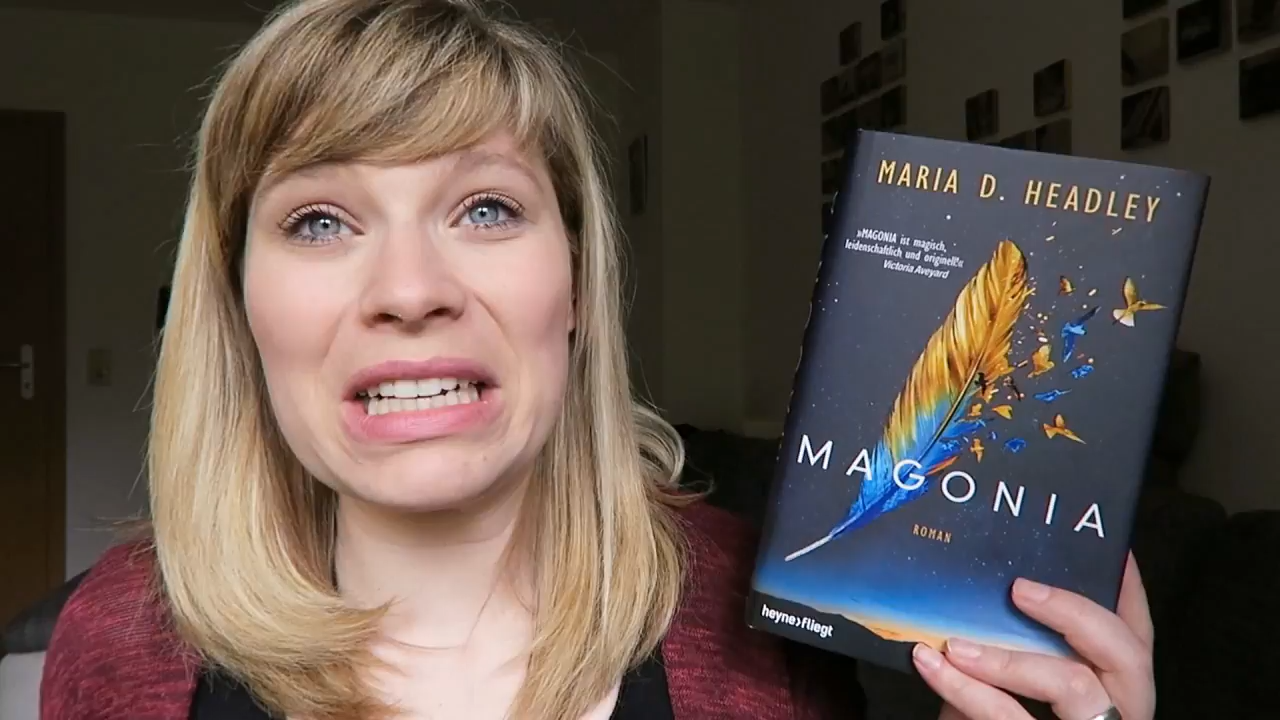 MARIA D. HEADLEY
»MAGONIA ist magisch,
leidenschaftlich und originell!«
Victoria Aveyard
MAGONIA
ROMAN
heyne›fliegt